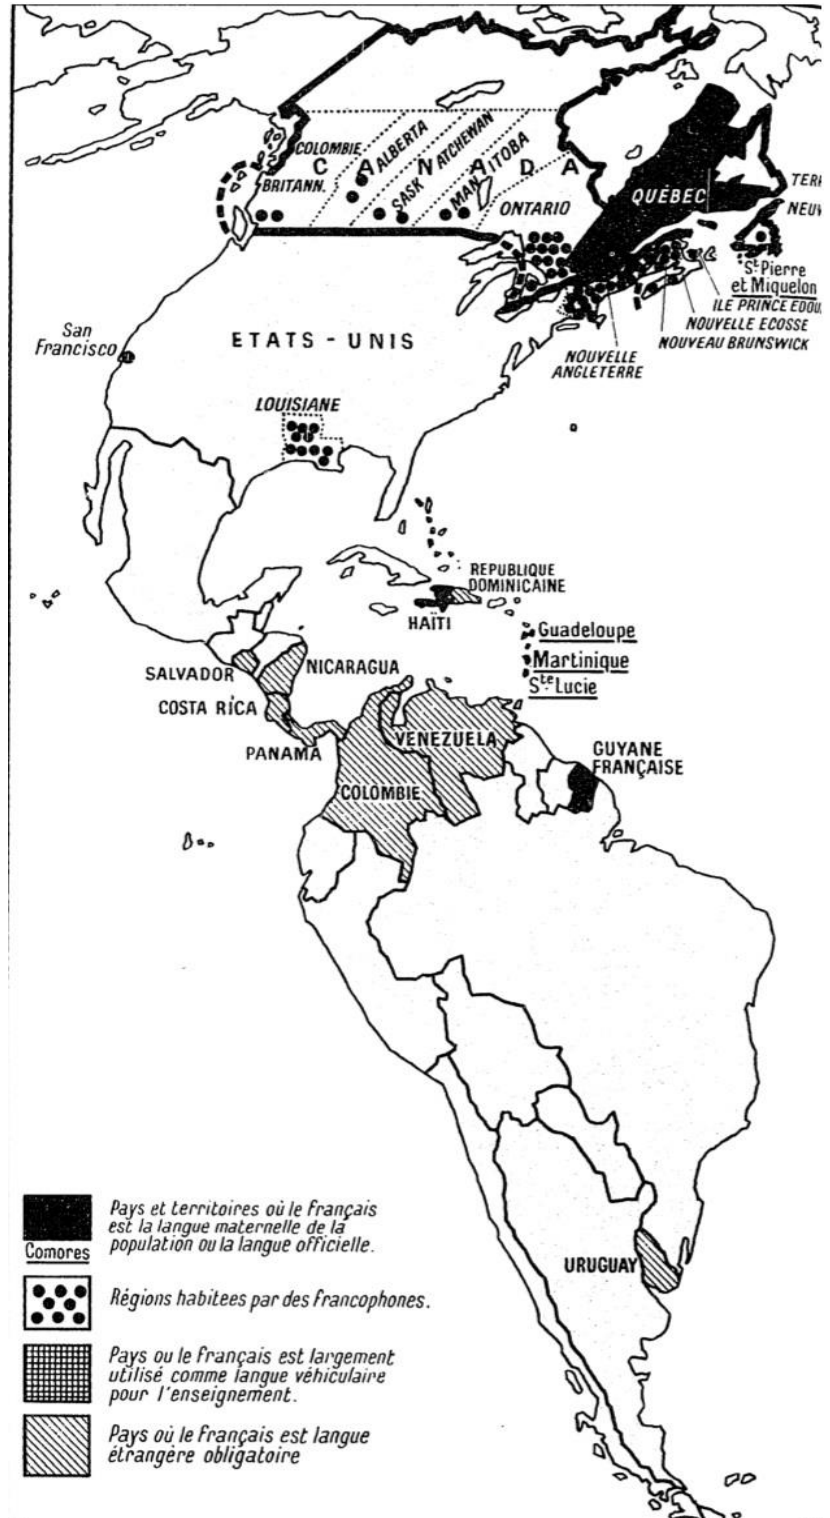 COLOMBIE
BRITANN.
ALBERTA
SASK ATCHEWAN
MANITOBA
CANADA
ONTARIO
QUÉBEC
TERR
NEUV
St Pierre
et Miquelon
ILE PRINCE EDOU
NOUVELLE ECOSSE
NOUVEAU BRUNSWICK
NOUVELLE
ANGLETERRE
San
Francisco
ETATS - UNIS
LOUISIANE
REPUBLIQUE
DOMINICAINE
HAÏTI
Guadeloupe
Martinique
Ste Lucie
SALVADOR
NICARAGUA
COSTA RÍCA
PANAMA
VENEZUELA
COLOMBIE
GUYANE
FRANÇAISE
URUGUAY
Pays et territoires où le français
est la langue maternelle de la
population ou la langue officielle.
Comores
Régions habitées par des francophones.
Pays ou le français est largement
utilisé comme langue véhiculaire
pour l'enseignement.
Pays où le français est langue
étrangère obligatoire